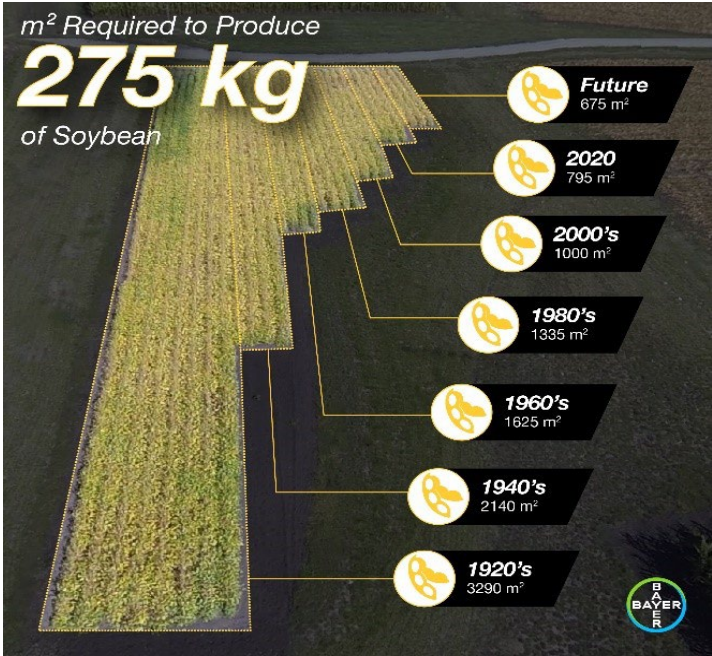 m² Required to Produce
275 kg
of Soybean
Future
675 m²
2020
795 m²
2000's
1000 m²
1980's
1335 m²
1960's
1625 m²
1940's
2140 m²
1920's
3290 m²
BAYER
BAYER